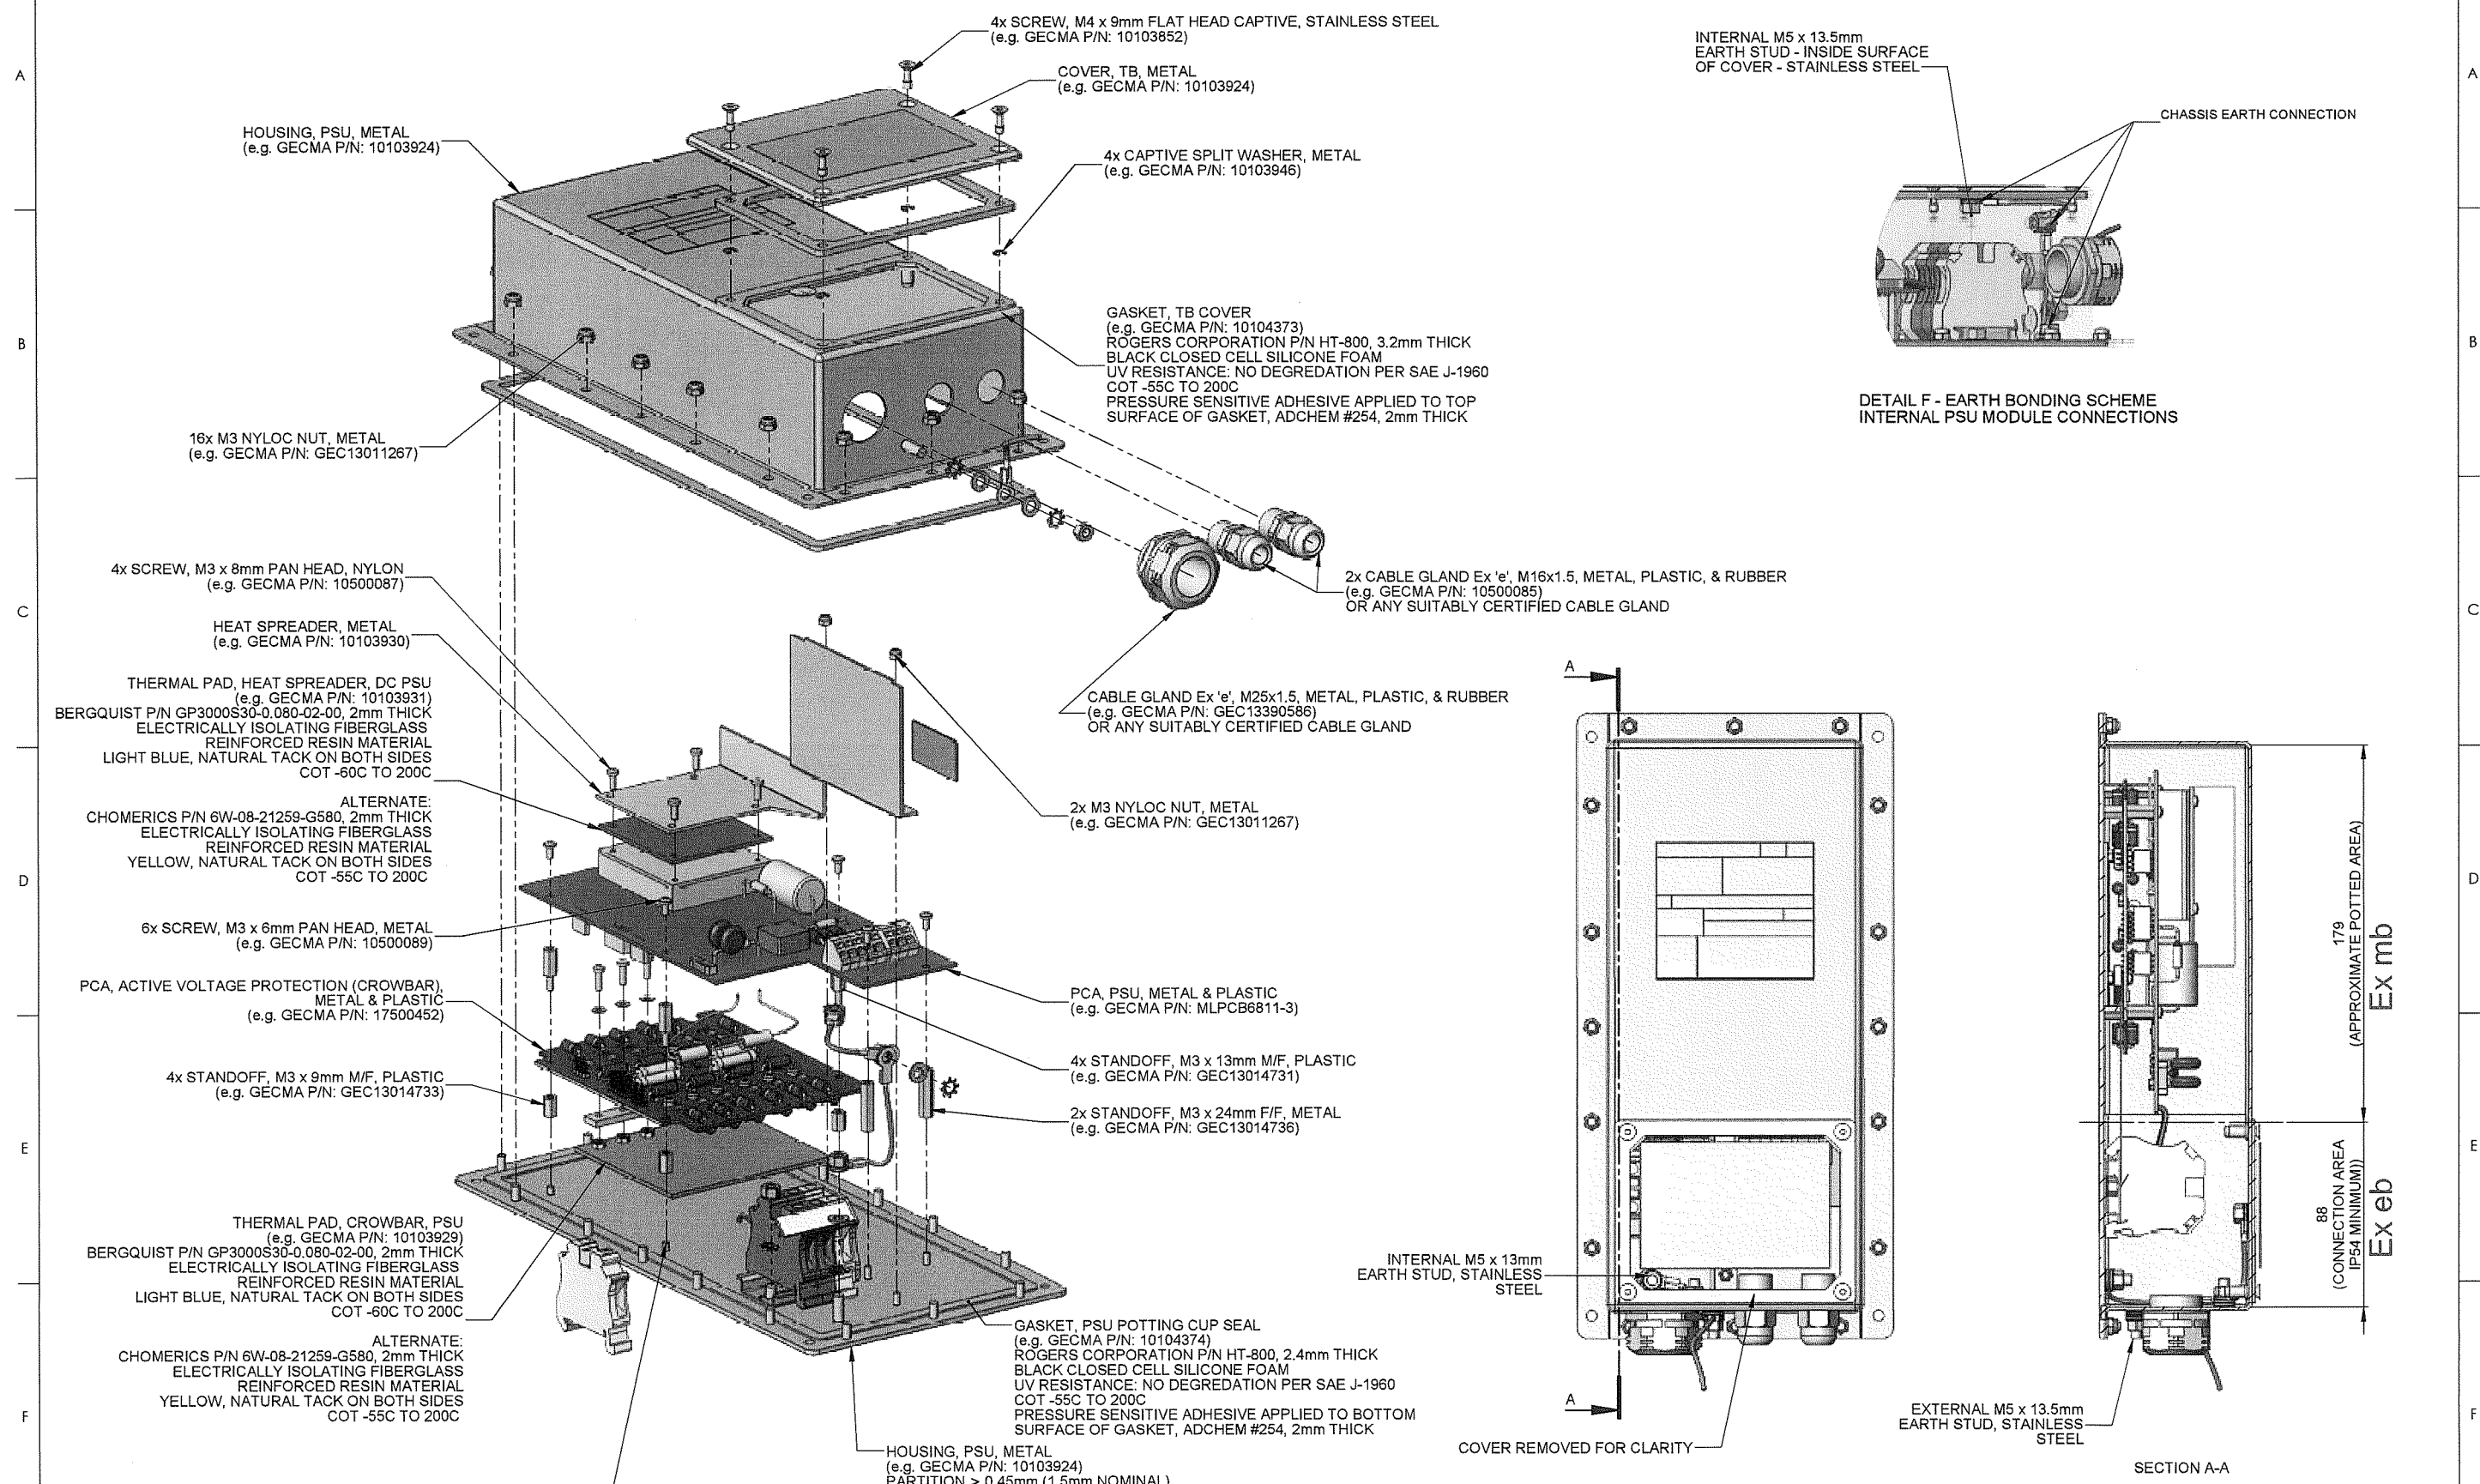 4x SCREW, M4 x 9mm FLAT HEAD CAPTIVE, STAINLESS STEEL
(e.g. GECMA P/N: 10103852)
COVER, TB, METAL
(e.g. GECMA P/N: 10103924)
HOUSING, PSU, METAL
(e.g. GECMA P/N: 10103924)
4x CAPTIVE SPLIT WASHER, METAL
(e.g. GECMA P/N: 10103946)
GASKET, TB COVER
(e.g. GECMA P/N: 10104373)
ROGERS CORPORATION P/N HT-800, 3.2mm THICK
BLACK CLOSED CELL SILICONE FOAM
UV RESISTANCE: NO DEGREDATION PER SAE J-1960
COT -55C TO 200C
PRESSURE SENSITIVE ADHESIVE APPLIED TO TOP
SURFACE OF GASKET, ADCHEM #254, 2mm THICK
16x M3 NYLOC NUT, METAL
(e.g. GECMA P/N: GEC13011267)
INTERNAL M5 x 13.5mm
EARTH STUD - INSIDE SURFACE
OF COVER - STAINLESS STEEL
CHASSIS EARTH CONNECTION
DETAIL F - EARTH BONDING SCHEME
INTERNAL PSU MODULE CONNECTIONS
4x SCREW, M3 x 8mm PAN HEAD, NYLON
(e.g. GECMA P/N: 10500087)
HEAT SPREADER, METAL
(e.g. GECMA P/N: 10103930)
2x CABLE GLAND Ex 'e', M16x1.5, METAL, PLASTIC, & RUBBER
(e.g. GECMA P/N: 10500085)
OR ANY SUITABLY CERTIFIED CABLE GLAND
THERMAL PAD, HEAT SPREADER, DC PSU
(e.g. GECMA P/N: 10103931)
BERGQUIST P/N GP3000S30-0.080-02-00, 2mm THICK
ELECTRICALLY ISOLATING FIBERGLASS
REINFORCED RESIN MATERIAL
LIGHT BLUE, NATURAL TACK ON BOTH SIDES
COT -60C TO 200C
CABLE GLAND Ex 'e', M25x1.5, METAL, PLASTIC, & RUBBER
(e.g. GECMA P/N: GEC13390586)
OR ANY SUITABLY CERTIFIED CABLE GLAND
ALTERNATE:
CHOMERICS P/N 6W-08-21259-G580, 2mm THICK
ELECTRICALLY ISOLATING FIBERGLASS
REINFORCED RESIN MATERIAL
YELLOW, NATURAL TACK ON BOTH SIDES
COT -55C TO 200C
2x M3 NYLOC NUT, METAL
(e.g. GECMA P/N: GEC13011267)
6x SCREW, M3 x 6mm PAN HEAD, METAL
(e.g. GECMA P/N: 10500089)
PCA, ACTIVE VOLTAGE PROTECTION (CROWBAR),
METAL & PLASTIC
(e.g. GECMA P/N: 17500452)
PCA, PSU, METAL & PLASTIC
(e.g. GECMA P/N: MLPCB6811-3)
4x STANDOFF, M3 x 13mm M/F, PLASTIC
(e.g. GECMA P/N: GEC13014731)
4x STANDOFF, M3 x 9mm M/F, PLASTIC
(e.g. GECMA P/N: GEC13014733)
2x STANDOFF, M3 x 24mm F/F, METAL
(e.g. GECMA P/N: GEC13014736)
THERMAL PAD, CROWBAR, PSU
(e.g. GECMA P/N: 10103929)
BERGQUIST P/N GP3000S30-0.080-02-00, 2mm THICK
ELECTRICALLY ISOLATING FIBERGLASS
REINFORCED RESIN MATERIAL
LIGHT BLUE, NATURAL TACK ON BOTH SIDES
COT -60C TO 200C
ALTERNATE:
CHOMERICS P/N 6W-08-21259-G580, 2mm THICK
ELECTRICALLY ISOLATING FIBERGLASS
REINFORCED RESIN MATERIAL
YELLOW, NATURAL TACK ON BOTH SIDES
COT -55C TO 200C
GASKET, PSU POTTING CUP SEAL
(e.g. GECMA P/N: 10104374)
ROGERS CORPORATION P/N HT-800, 2.4mm THICK
BLACK CLOSED CELL SILICONE FOAM
UV RESISTANCE: NO DEGREDATION PER SAE J-1960
COT -55C TO 200C
PRESSURE SENSITIVE ADHESIVE APPLIED TO BOTTOM
SURFACE OF GASKET, ADCHEM #254, 2mm THICK
HOUSING, PSU, METAL
(e.g. GECMA P/N: 10103924)
PARTITION > 0.45mm (1.5mm NOMINAL)
A
A
INTERNAL M5 x 13mm
EARTH STUD, STAINLESS
STEEL
COVER REMOVED FOR CLARITY
179
(APPROXIMATE POTTED AREA)
Ex mb
88
(CONNECTION AREA
IP54 MINIMUM))
Ex eb
EXTERNAL M5 x 13.5mm
EARTH STUD, STAINLESS
STEEL
SECTION A-A
A
B
C
D
E
F
A
B
C
D
E
F